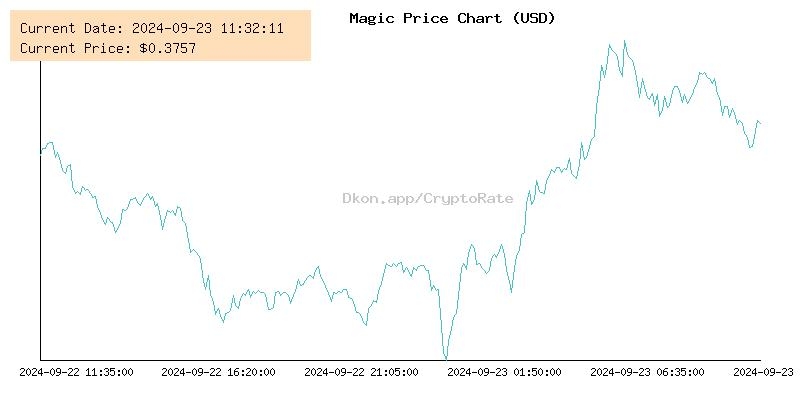 Magic Price Chart (USD)
Current Date: 2024-09-23 11:32:11
Current Price: $0.3757
Dkon.app/CryptoRate
2024-09-22 11:35:00 2024-09-22 16:20:00 2024-09-22 21:05:00 2024-09-23 01:50:00 2024-09-23 06:35:00 2024-09-23